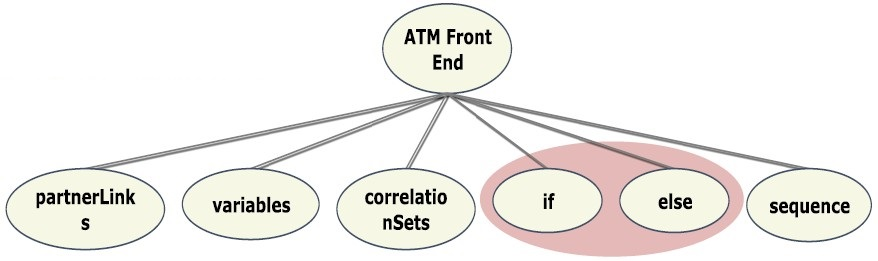 ATM Front
End
partnerLink
s
variables
correlatio
nSets
if
else
sequence